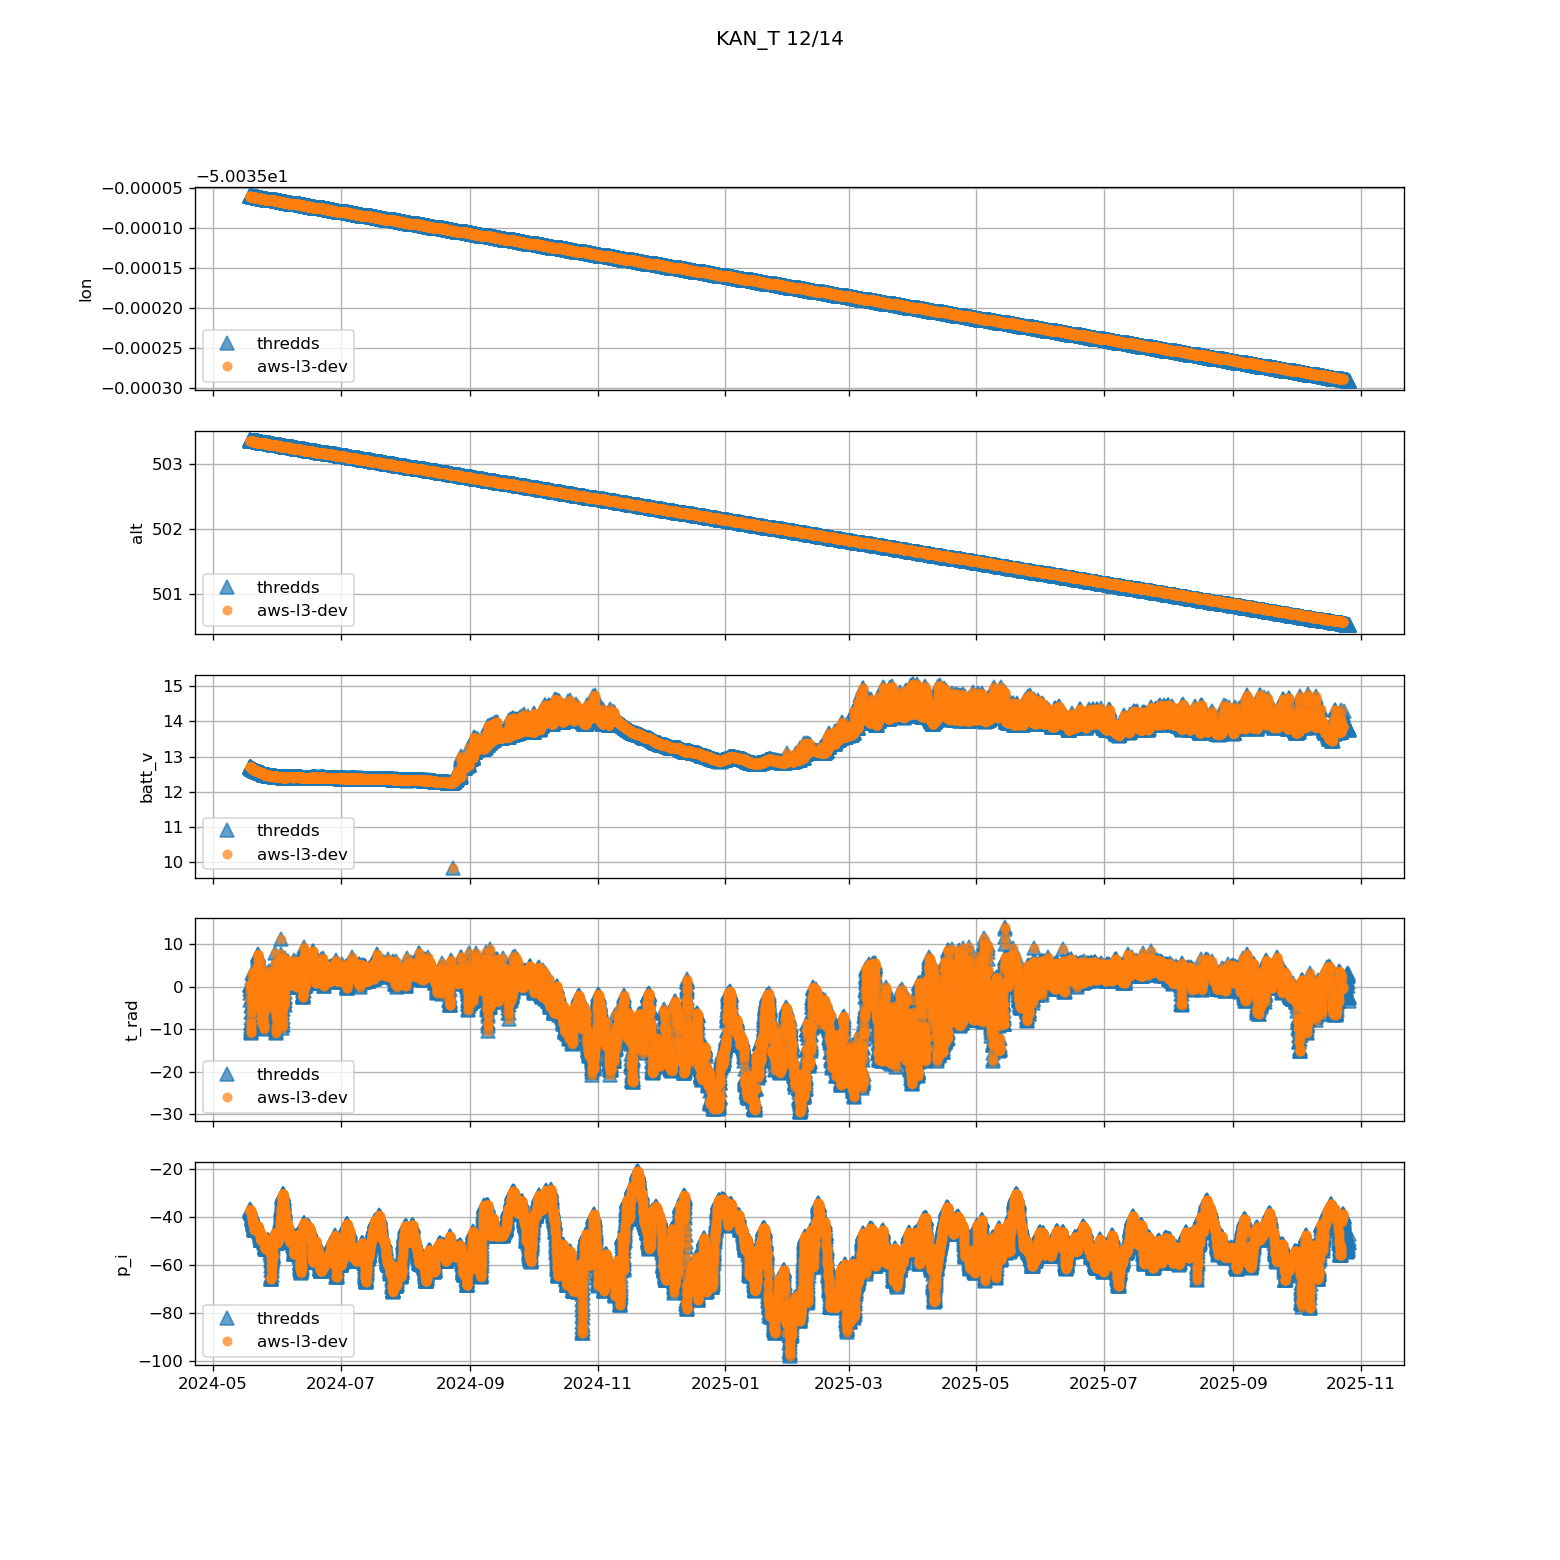 KAN_T 12/14
−5.0035e1
−0.00005
−0.00010
−0.00015
−0.00020
−0.00025
−0.00030
lon
thredds
aws-l3-dev
503
502
501
alt
thredds
aws-l3-dev
15
14
13
12
11
10
batt_v
thredds
aws-l3-dev
10
0
−10
−20
−30
t_rad
thredds
aws-l3-dev
−20
−40
−60
−80
−100
p_i
thredds
aws-l3-dev
2024-05 2024-07 2024-09 2024-11 2025-01 2025-03 2025-05 2025-07 2025-09 2025-11